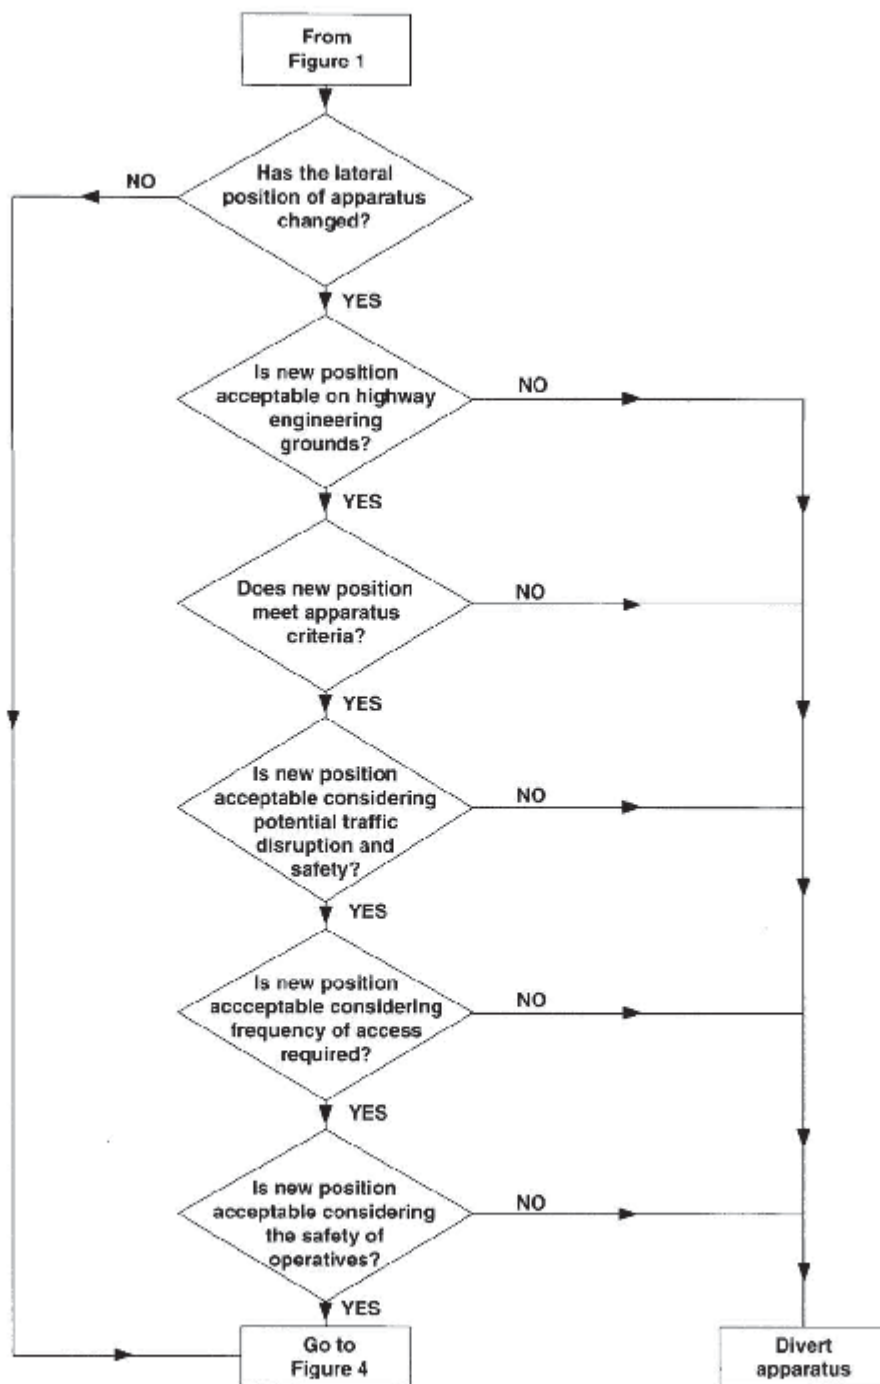 From
Figure 1
Has the lateral
position of apparatus
changed?
NO
YES
Is new position
acceptable on highway
engineering
grounds?
NO
YES
Does new position
meet apparatus
criteria?
NO
YES
Is new position
acceptable considering
potential traffic
disruption and
safety?
NO
YES
Is new position
accceptable considering
frequency of access
required?
NO
YES
Is new position
acceptable considering
the safety of
operatives?
NO
YES
Go to
Figure 4
Divert
apparatus